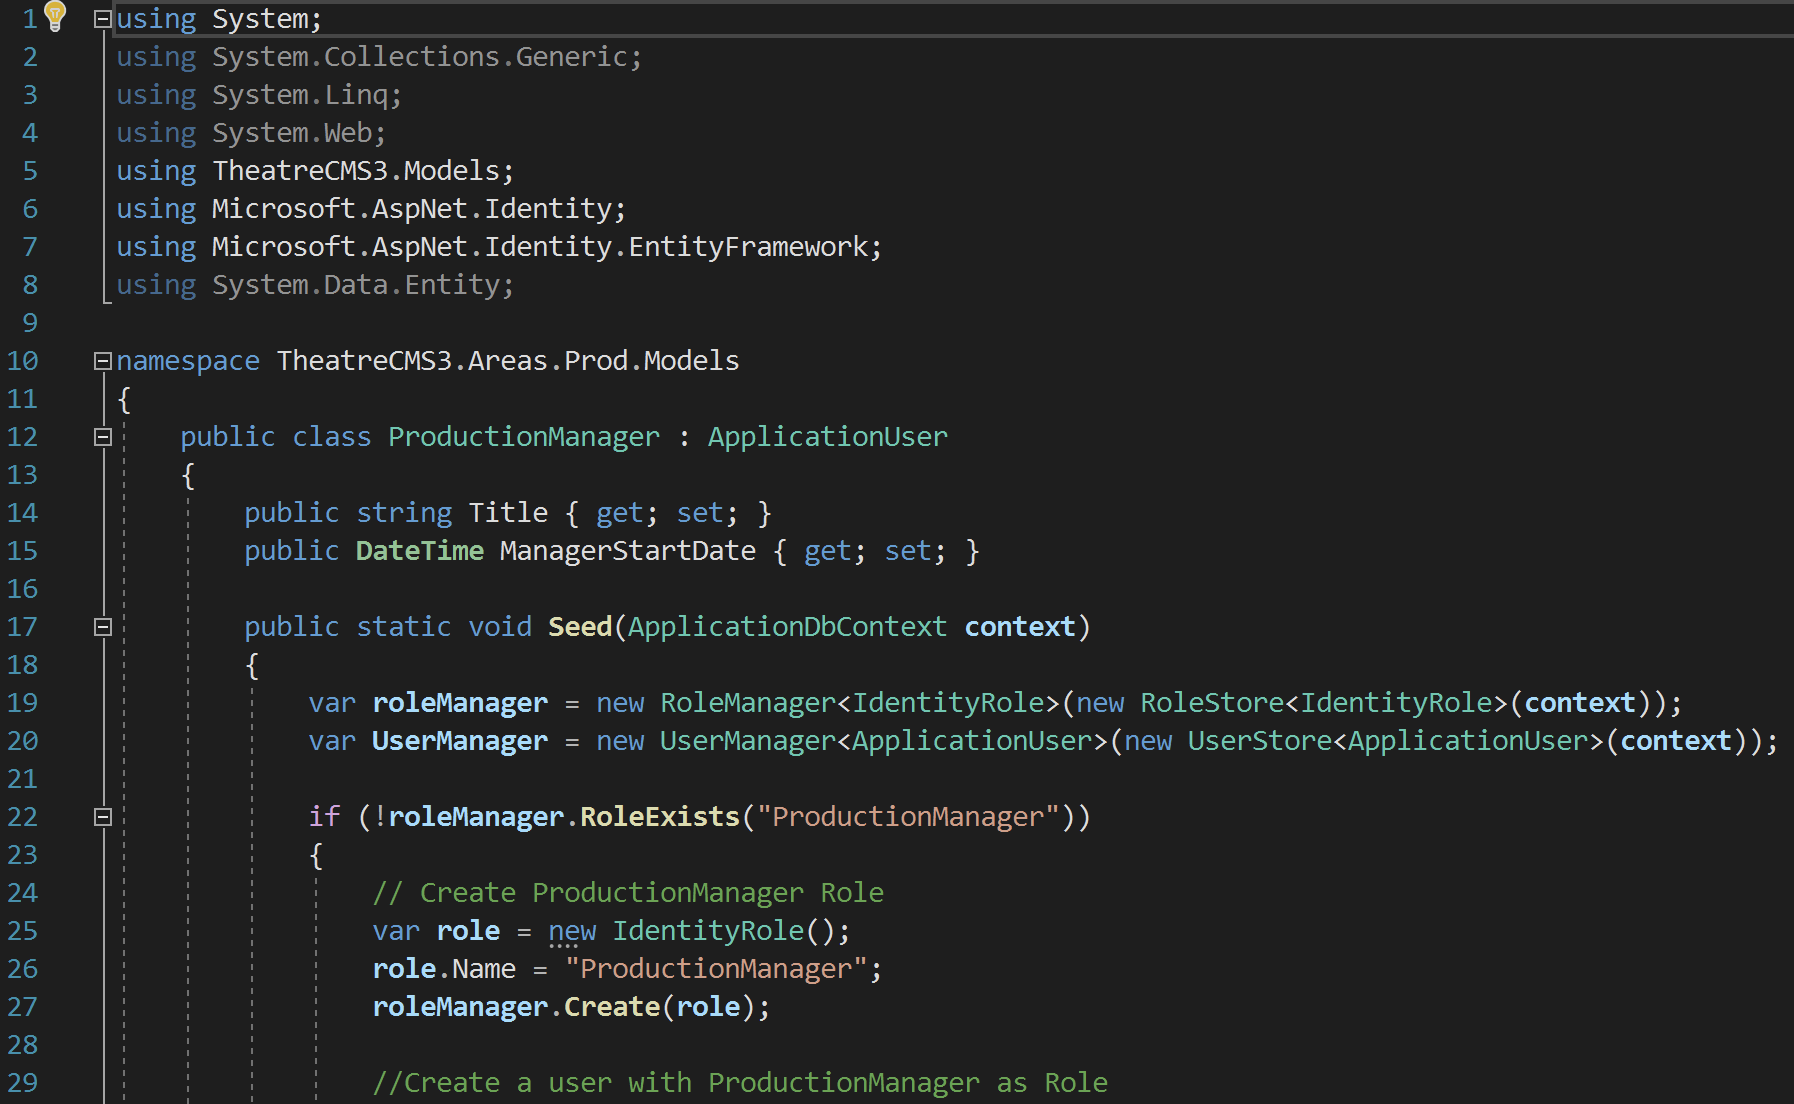 1 using System;
2 using System.Collections.Generic;
3 using System.Linq;
4 using System.Web;
5 using TheatreCMS3.Models;
6 using Microsoft.AspNet.Identity;
7 using Microsoft.AspNet.Identity.EntityFramework;
8 using System.Data.Entity;
9
10 namespace TheatreCMS3.Areas.Prod.Models
11 {
12     public class ProductionManager : ApplicationUser
13     {
14         public string Title { get; set; }
15         public DateTime ManagerStartDate { get; set; }
16
17         public static void Seed(ApplicationDbContext context)
18         {
19             var roleManager = new RoleManager<IdentityRole>(new RoleStore<IdentityRole>(context));
20             var UserManager = new UserManager<ApplicationUser>(new UserStore<ApplicationUser>(context));
21
22             if (!roleManager.RoleExists("ProductionManager"))
23             {
24                 // Create ProductionManager Role
25                 var role = new IdentityRole();
26                 role.Name = "ProductionManager";
27                 roleManager.Create(role);
28
29                 //Create a user with ProductionManager as Role